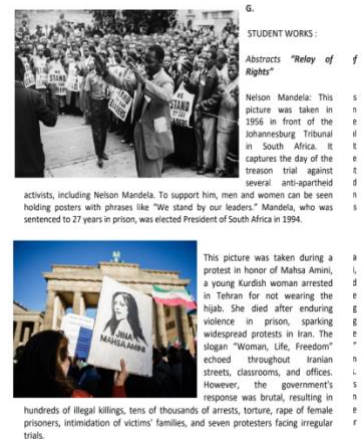 G.
STUDENT WORKS :
Abstracts "Relay of
Rights"
Nelson Mandela: This
picture was taken in
1956 in front of the
Johannesburg Tribunal
in South Africa. It
captures the day of the
treason trial against
several anti-apartheid
activists, including Nelson Mandela. To support him, men and women can be seen
holding posters with phrases like "We stand by our leaders." Mandela, who was
sentenced to 27 years in prison, was elected President of South Africa in 1994.
STAND
STAND
This picture was taken during a
protest in honor of Mahsa Amini,
a young Kurdish woman arrested
in Tehran for not wearing the
hijab. She died after enduring
violence in prison, sparking
widespread protests in Iran. The
slogan "Woman, Life, Freedom"
echoed throughout Iranian
streets, classrooms, and offices.
However, the government's
response was brutal, resulting in
hundreds of illegal killings, tens of thousands of arrests, torture, rape of female
prisoners, intimidation of victims' families, and seven protesters facing irregular
trials.
JINA
MAHSA AMINI